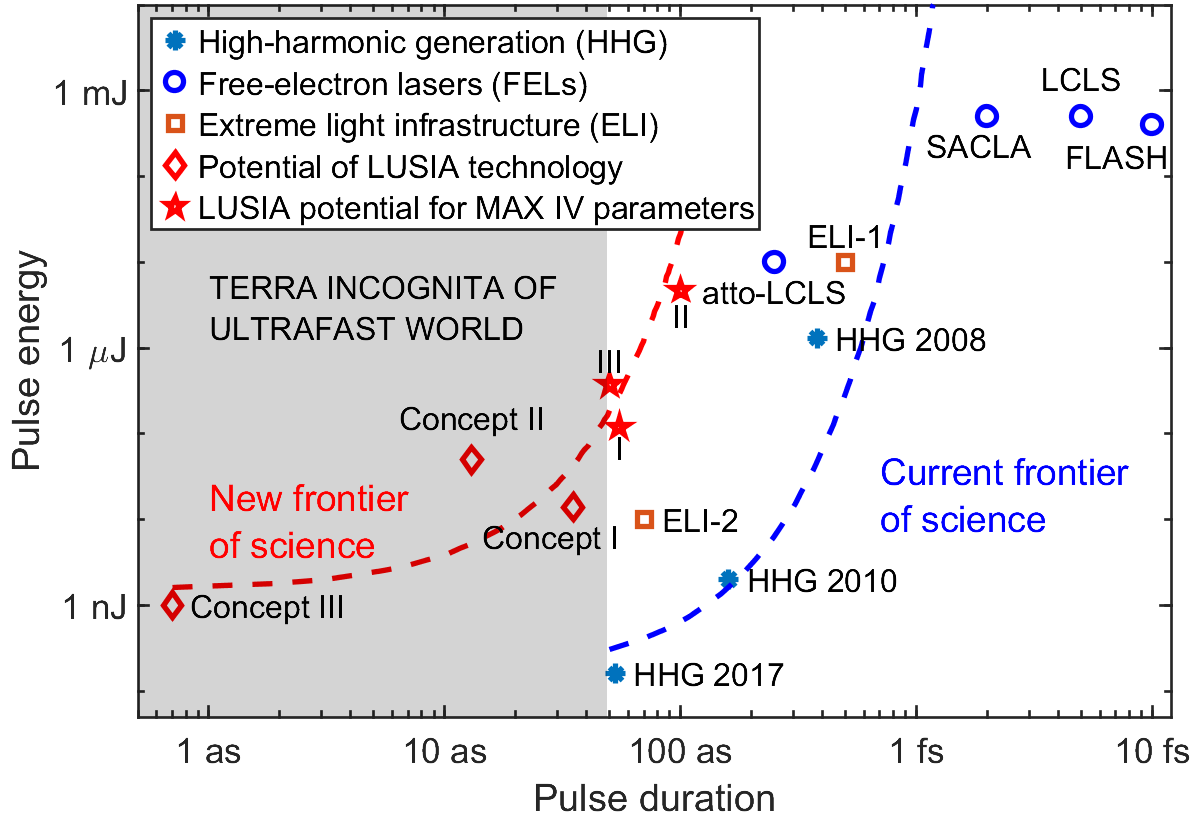 High-harmonic generation (HHG)
Free-electron lasers (FELs)
Extreme light infrastructure (ELI)
Potential of LUSIA technology
LUSIA potential for MAX IV parameters
1 mJ
LCLS
SACLA
FLASH
ELI-1
TERRA INCOGNITA OF
ULTRAFAST WORLD
atto-LCLS
II
1 μJ
HHG 2008
III
Concept II
I
Pulse energy
New frontier
of science
Current frontier
of science
Concept I
ELI-2
HHG 2010
1 nJ
Concept III
HHG 2017
1 as
10 as
100 as
1 fs
10 fs
Pulse duration